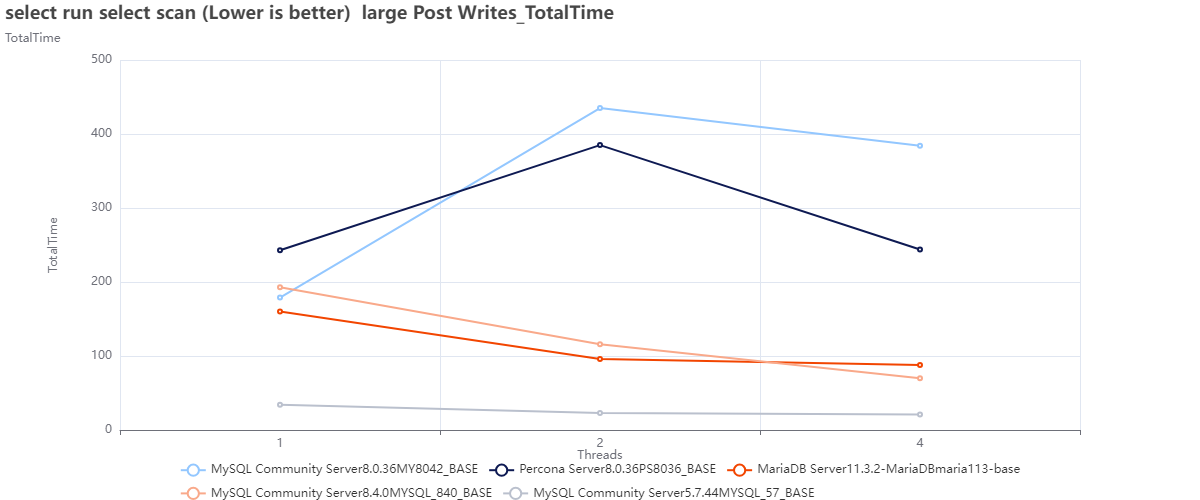 select run select scan (Lower is better)  large Post Writes_TotalTime
TotalTime
500
400
300
200
100
0
TotalTime
1 2 4
Threads
MySQL Community Server8.0.36MY8042_BASE Percona Server8.0.36PS8036_BASE MariaDB Server11.3.2-MariaDBmaria113-base
MySQL Community Server8.4.0MYSQL_840_BASE MySQL Community Server5.7.44MYSQL_57_BASE